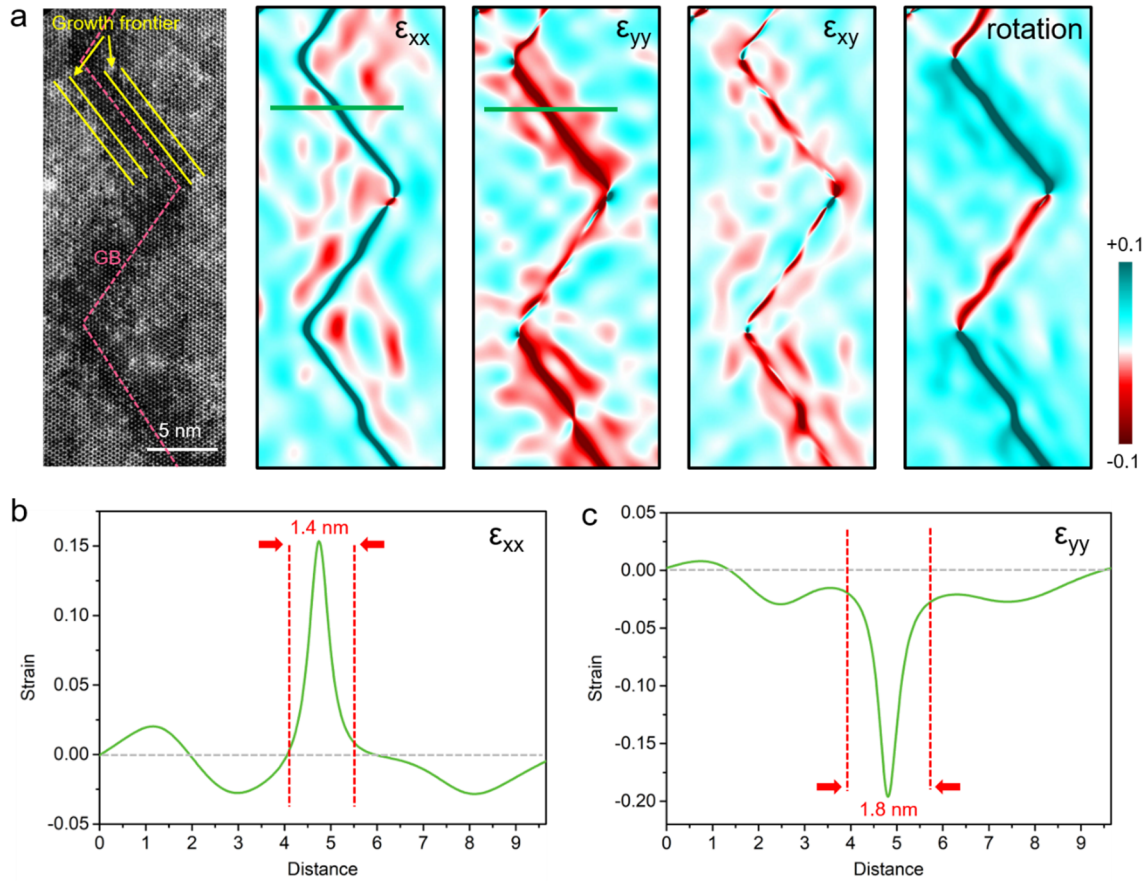 a
Growth frontier
GB
5 nm
εxx
εyy
εxy
rotation
+0.1
-0.1
b
1.4 nm
εxx
0.15
0.10
0.05
0.00
-0.05
Strain
0 1 2 3 4 5 6 7 8 9
Distance
c
εyy
0.05
0.00
-0.05
-0.10
-0.15
-0.20
Strain
1.8 nm
0 1 2 3 4 5 6 7 8 9
Distance